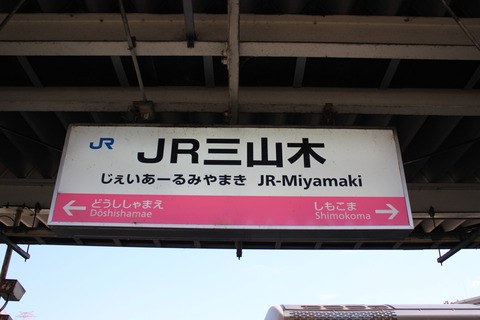 JR
JR三山木
じぇいあーるみやまき JR-Miyamaki
どうししゃまえ しもこま
Dōshishamae Shimokoma